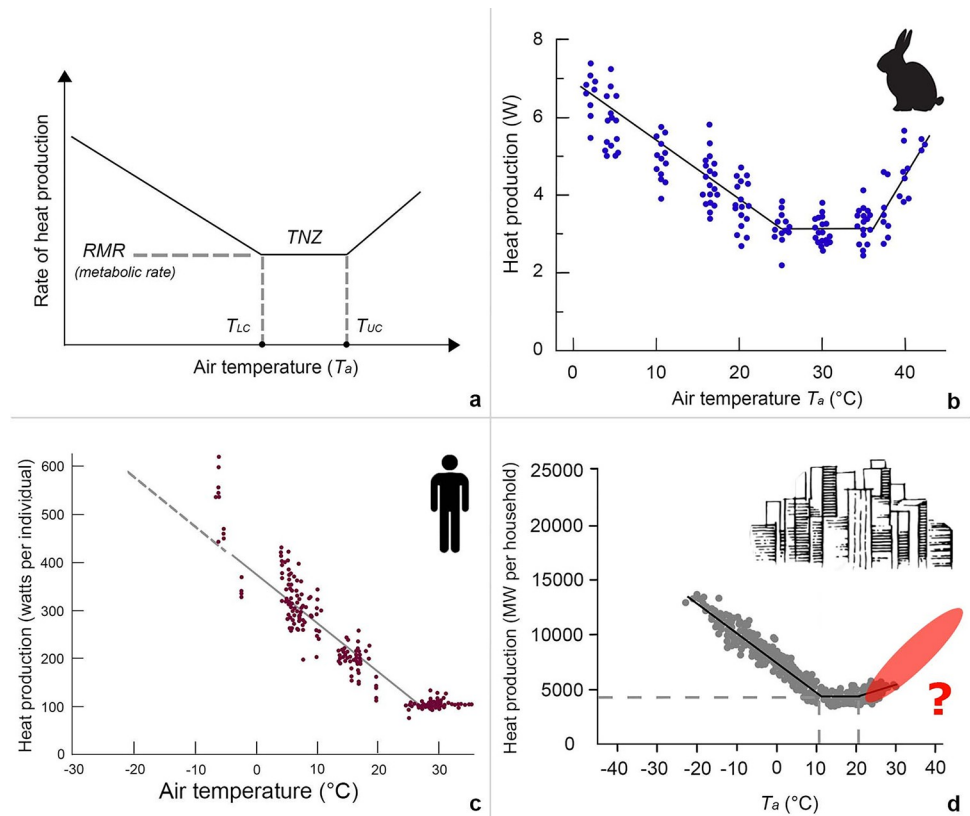 Rate of heat production
RMR
(metabolic rate)
TNZ
TLC
TUC
Air temperature (Ta)
a
Heat production (W)
8
6
4
2
0
0
10
20
30
40
Air temperature Ta (°C)
b
Heat production (watts per individual)
600
500
400
300
200
100
0
-30
-20
-10
0
10
20
30
Air temperature (°C)
c
Heat production (MW per household)
25000
20000
15000
10000
5000
0
?
-40
-30
-20
-10
0
10
20
30
40
Ta (°C)
d